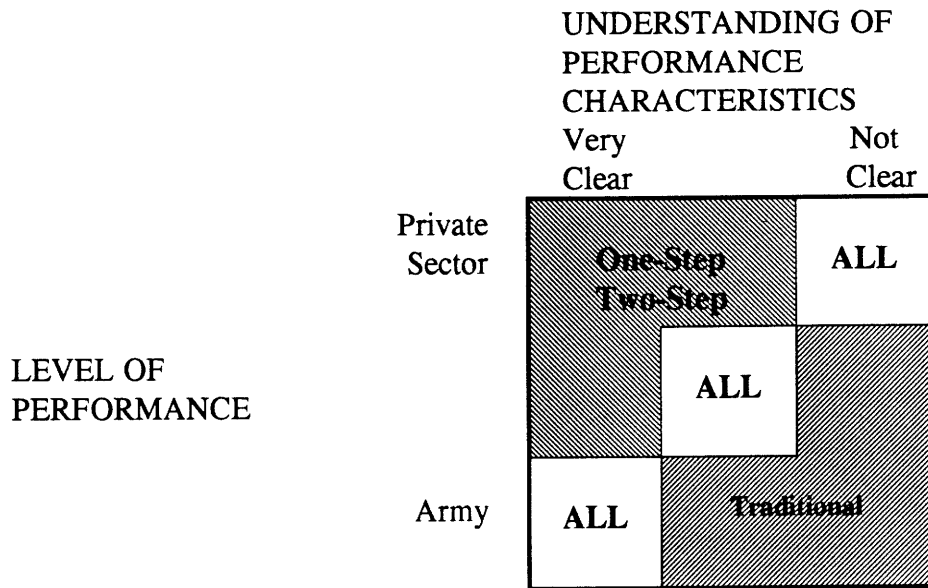 UNDERSTANDING OF
PERFORMANCE
CHARACTERISTICS
Very Not
Clear Clear
Private
Sector
One-Step
Two-Step
ALL
LEVEL OF
PERFORMANCE
ALL
Army
ALL
Traditional